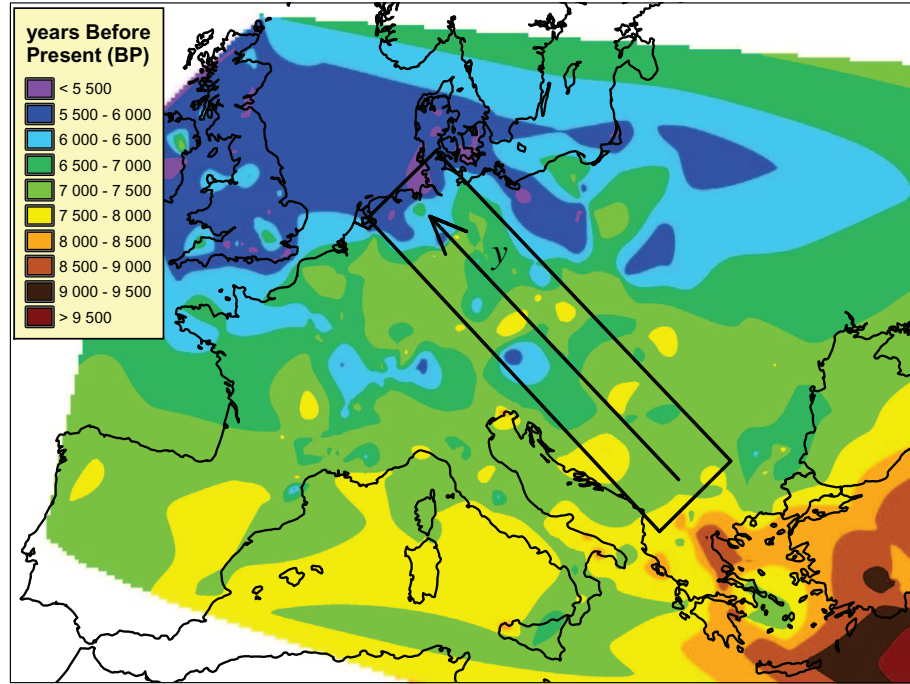 years Before
Present (BP)
< 5 500
5 500 - 6 000
6 000 - 6 500
6 500 - 7 000
7 000 - 7 500
7 500 - 8 000
8 000 - 8 500
8 500 - 9 000
9 000 - 9 500
> 9 500
y